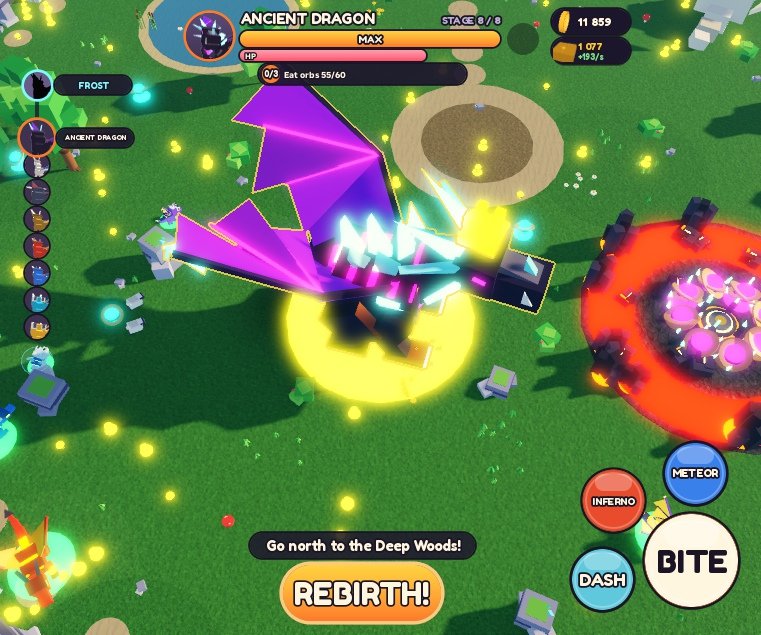 ANCIENT DRAGON
STAGE 8 / 8
MAX
HP
0/3 Eat orbs 55/60
11 859
1 077
+193/s
FROST
ANCIENT DRAGON
METEOR
INFERNO
BITE
DASH
Go north to the Deep Woods!
REBIRTH!